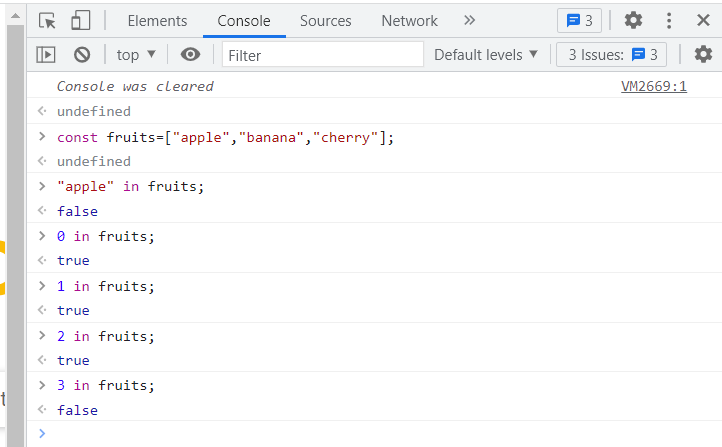 Elements Console Sources Network 3
top Filter Default levels 3 Issues: 3
Console was cleared VM2669:1
undefined
const fruits=["apple","banana","cherry"];
undefined
"apple" in fruits;
false
0 in fruits;
true
1 in fruits;
true
2 in fruits;
true
3 in fruits;
false
t